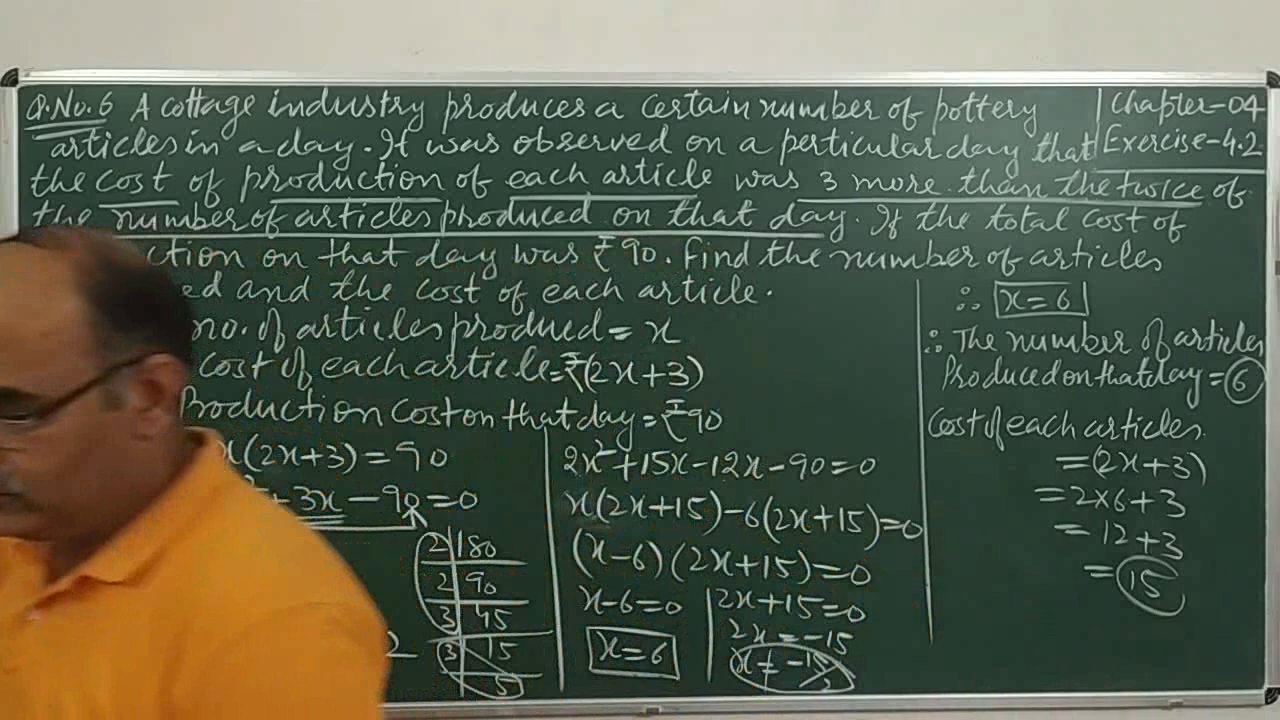 Q.No.6 A cottage industry produces a certain number of pottery
articles in a day. It was observed on a perticular day that
the cost of production of each article was 3 more than the twice of
the number of articles produced on that day. If the total cost of
ction on that day was ₹90. Find the number of articles
ed and the cost of each article.
Chapter-04
Exercise-4.2
no. of articles produced = x
cost of each article = ₹(2x+3)
Production Cost on that day = ₹90
x(2x+3) = 90
+3x - 90 = 0
2 | 180
2 | 90
3 | 45
3 | 15
5
2
2x²+15x-12x-90=0
x(2x+15)-6(2x+15)=0
(x-6)(2x+15)=0
x-6=0
x=6
2x+15=0
2x=-15
x=-15/2
∴ x=6
∴ The number of articles
Produced on that day = 6
Cost of each articles.
=(2x+3)
=2×6+3
=12+3
=15